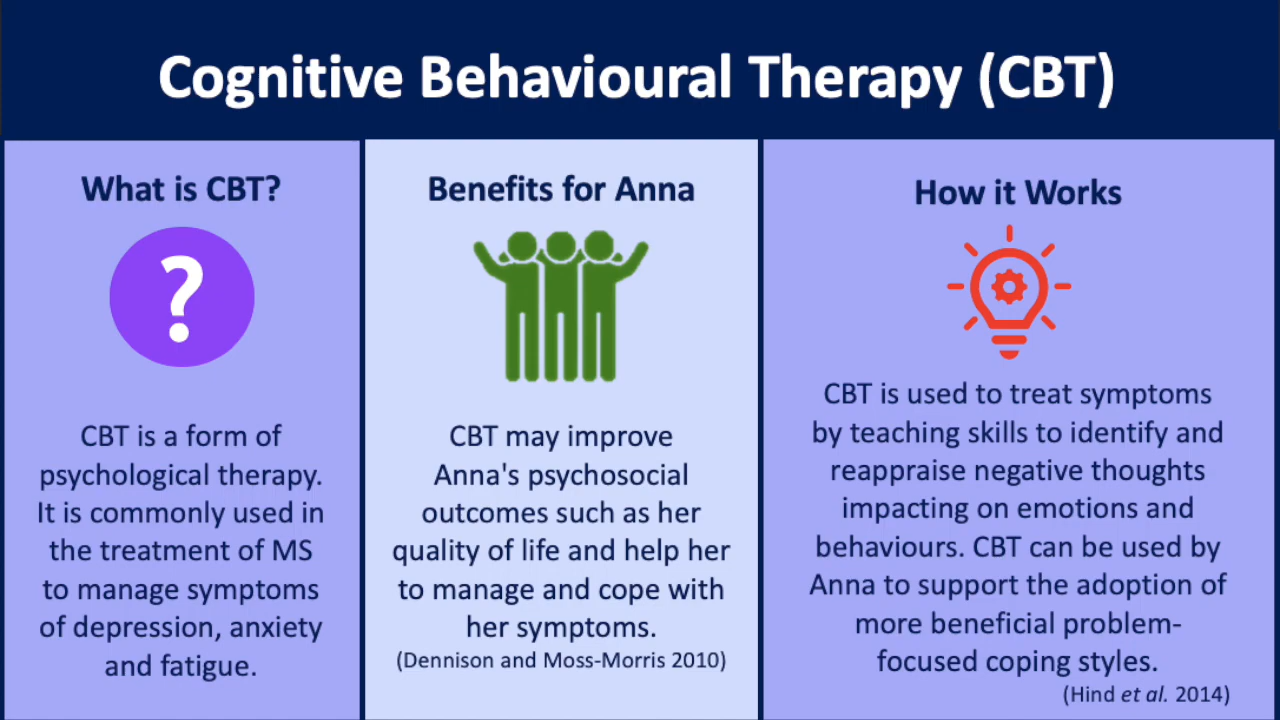 Cognitive Behavioural Therapy (CBT)
What is CBT?
?
CBT is a form of
psychological therapy.
It is commonly used in
the treatment of MS
to manage symptoms
of depression, anxiety
and fatigue.
Benefits for Anna
CBT may improve
Anna's psychosocial
outcomes such as her
quality of life and help her
to manage and cope with
her symptoms.
(Dennison and Moss-Morris 2010)
How it Works
CBT is used to treat symptoms
by teaching skills to identify and
reappraise negative thoughts
impacting on emotions and
behaviours. CBT can be used by
Anna to support the adoption of
more beneficial problem-
focused coping styles.
(Hind et al. 2014)